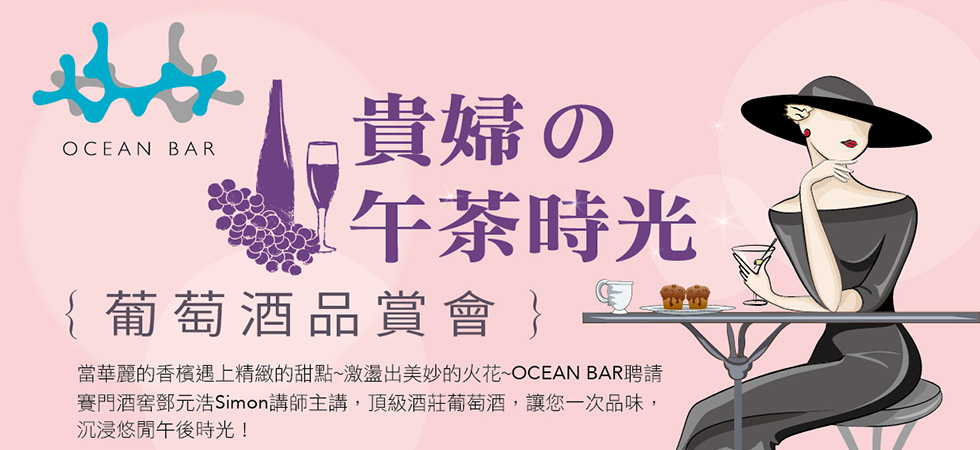 OCEAN BAR
貴婦の
午茶時光
{葡萄酒品賞會}
當華麗的香檳遇上精緻的甜點~激盪出美妙的火花~OCEAN BAR聘請
賽門酒窖鄧元浩Simon講師主講，頂級酒莊葡萄酒，讓您一次品味，
沉浸悠閒午後時光！